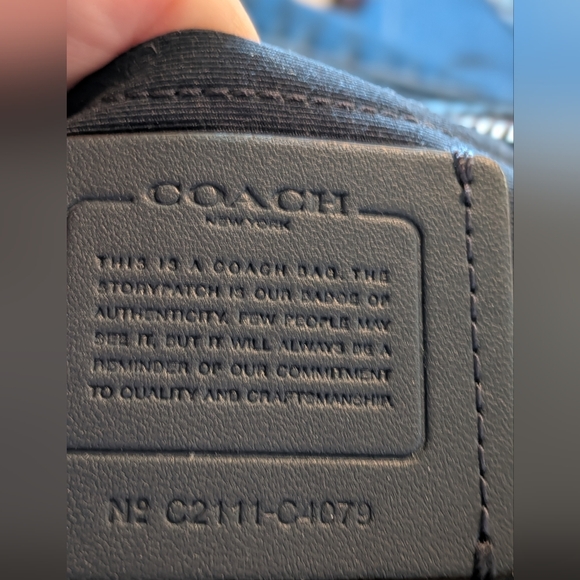 COACH
NEW YORK
THIS IS A COACH BAG. THE
STORYPATCH IS OUR BADGE OF
AUTHENTICITY. FEW PEOPLE MAY
SEE IT, BUT IT WILL ALWAYS BE A
REMINDER OF OUR COMMITMENT
TO QUALITY AND CRAFTSMANSHIP.
Nº C2111-C4079